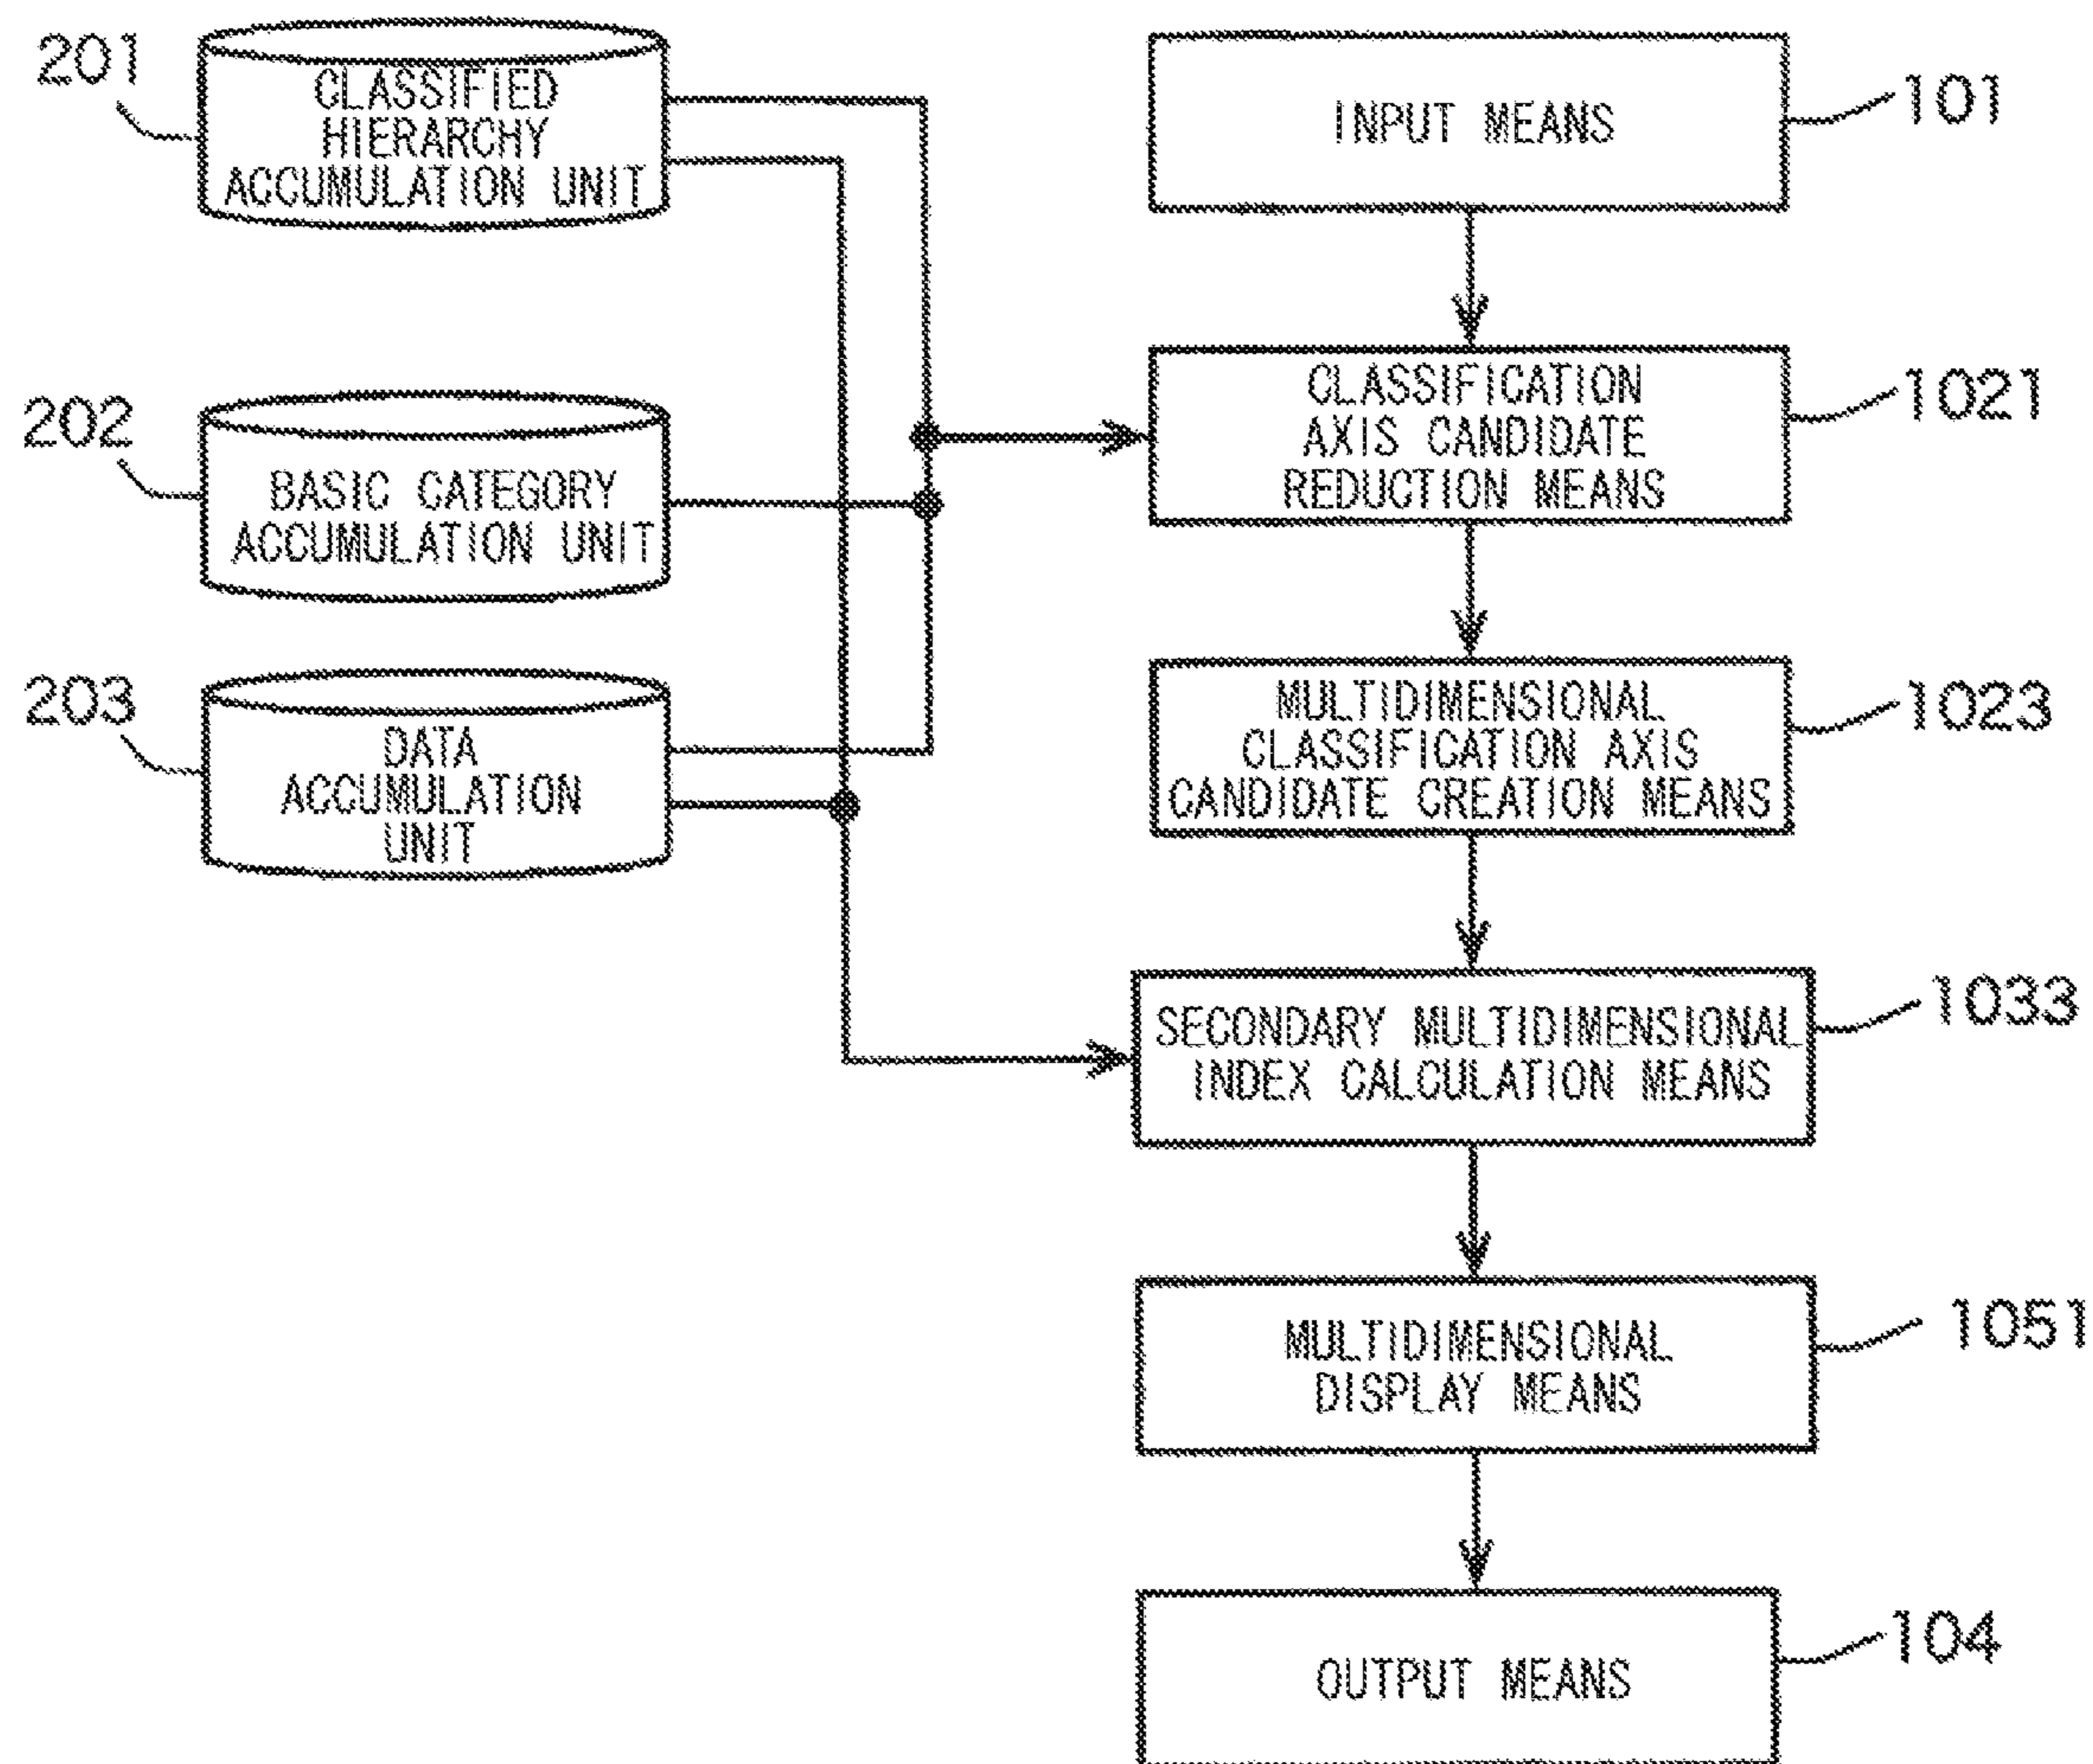 201
CLASSIFIED
HIERARCHY
ACCUMULATION UNIT
202
BASIC CATEGORY
ACCUMULATION UNIT
203
DATA
ACCUMULATION
UNIT
INPUT MEANS
101
CLASSIFICATION
AXIS CANDIDATE
REDUCTION MEANS
1021
MULTIDIMENSIONAL
CLASSIFICATION AXIS
CANDIDATE CREATION MEANS
1023
SECONDARY MULTIDIMENSIONAL
INDEX CALCULATION MEANS
1033
MULTIDIMENSIONAL
DISPLAY MEANS
1051
OUTPUT MEANS
104